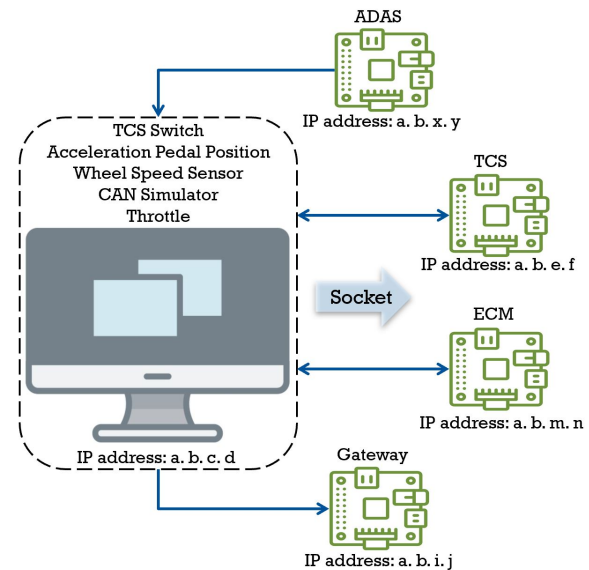 ADAS
IP address: a. b. x. y
TCS Switch
Acceleration Pedal Position
Wheel Speed Sensor
CAN Simulator
Throttle
TCS
IP address: a. b. e. f
Socket
ECM
IP address: a. b. m. n
IP address: a. b. c. d
Gateway
IP address: a. b. i. j